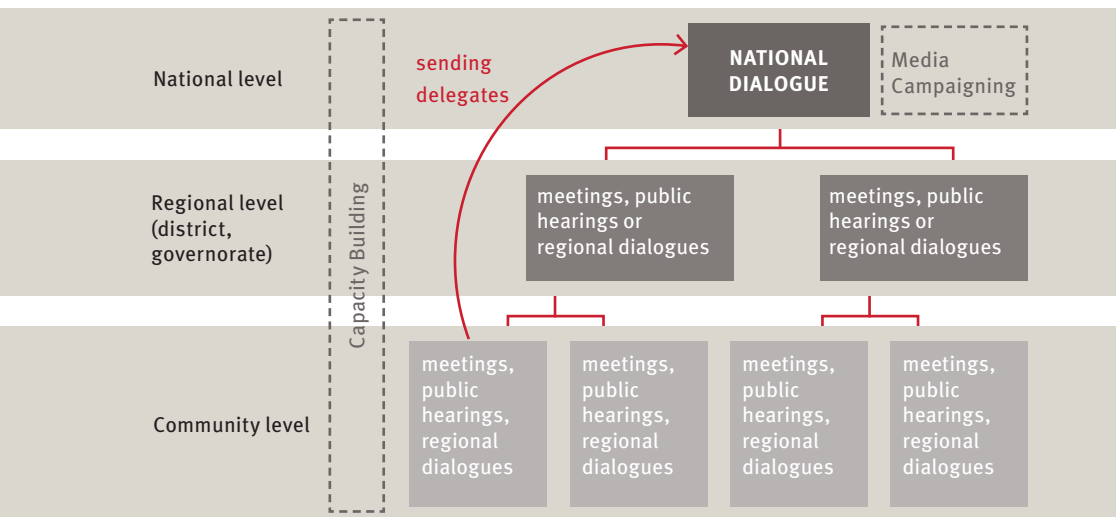 National level
sending
delegates
NATIONAL
DIALOGUE
Media
Campaigning
Capacity Building
Regional level
(district,
governorate)
meetings, public
hearings or
regional dialogues
meetings, public
hearings or
regional dialogues
Community level
meetings,
public
hearings,
regional
dialogues
meetings,
public
hearings,
regional
dialogues
meetings,
public
hearings,
regional
dialogues
meetings,
public
hearings,
regional
dialogues